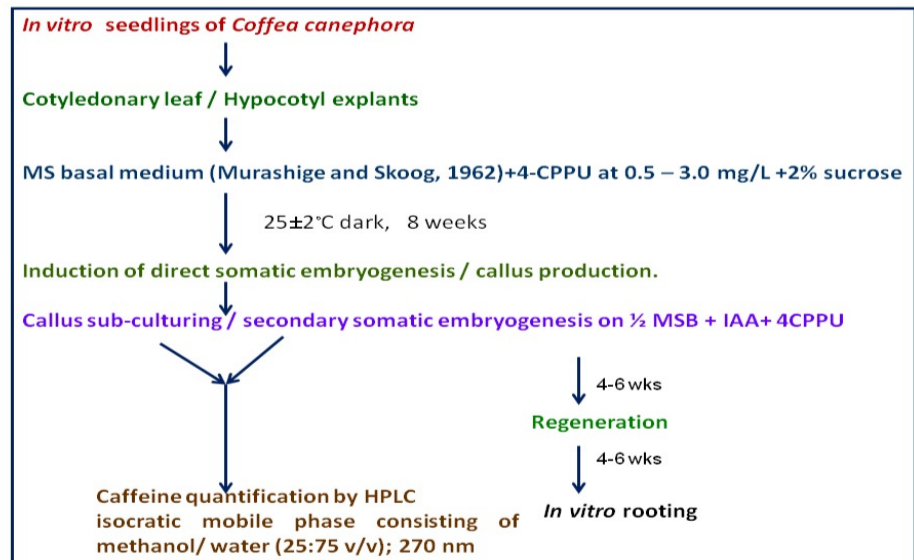 In vitro seedlings of Coffea canephora
Cotyledonary leaf / Hypocotyl explants
MS basal medium (Murashige and Skoog, 1962)+4-CPPU at 0.5 – 3.0 mg/L +2% sucrose
25±2°C dark, 8 weeks
Induction of direct somatic embryogenesis / callus production.
Callus sub-culturing / secondary somatic embryogenesis on ½ MSB + IAA+ 4CPPU
4-6 wks
Regeneration
4-6 wks
In vitro rooting
Caffeine quantification by HPLC
isocratic mobile phase consisting of
methanol/ water (25:75 v/v); 270 nm